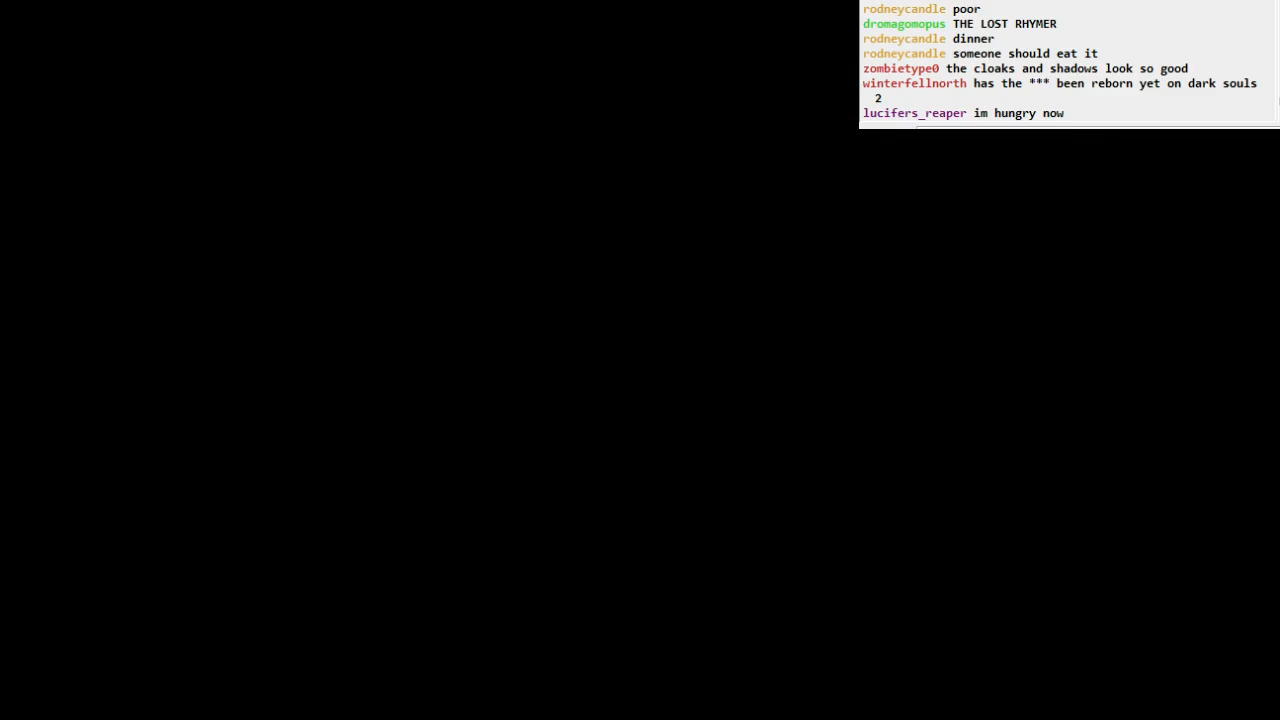 rodneycandle poor
dromagomopus THE LOST RHYMER
rodneycandle dinner
rodneycandle someone should eat it
zombietype0 the cloaks and shadows look so good
winterfellnorth has the *** been reborn yet on dark souls
2
lucifers_reaper im hungry now